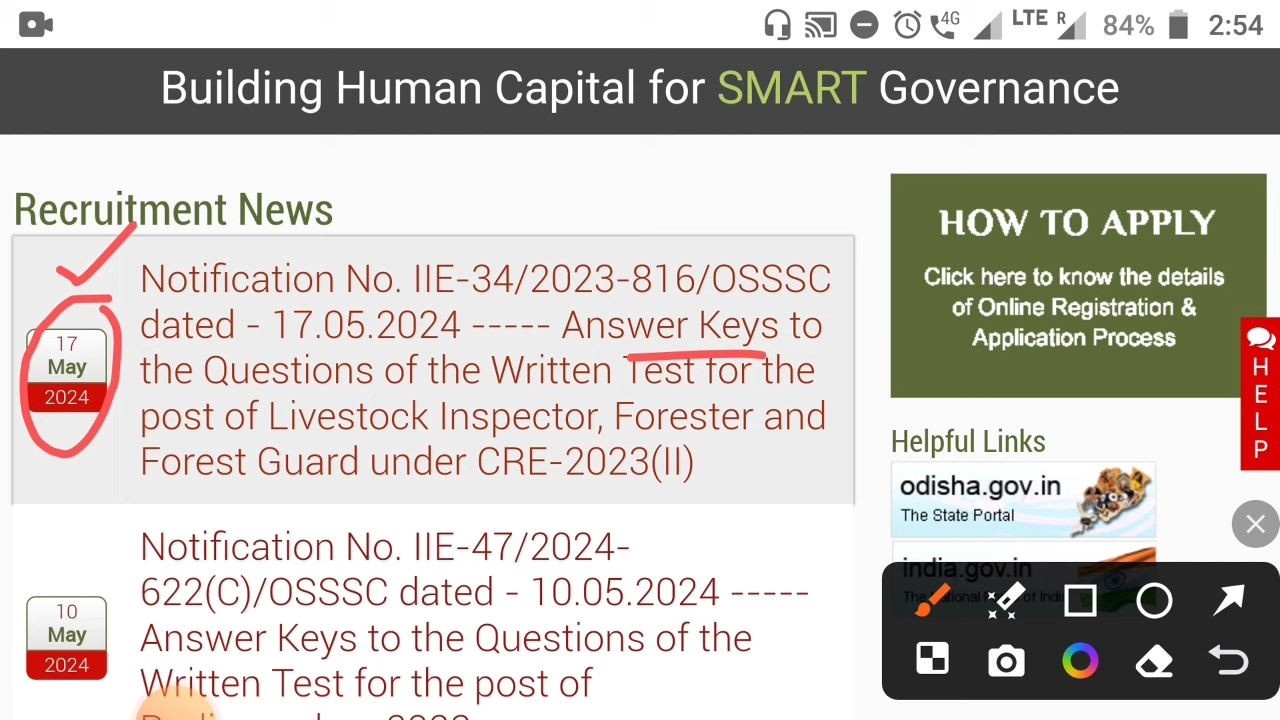 4G LTE R 84% 2:54
Building Human Capital for SMART Governance
Recruitment News
17
May
2024
Notification No. IIE-34/2023-816/OSSSC
dated - 17.05.2024 ----- Answer Keys to
the Questions of the Written Test for the
post of Livestock Inspector, Forester and
Forest Guard under CRE-2023(II)
10
May
2024
Notification No. IIE-47/2024-
622(C)/OSSSC dated - 10.05.2024 -----
Answer Keys to the Questions of the
Written Test for the post of
HOW TO APPLY
Click here to know the details
of Online Registration &
Application Process
HELP
Helpful Links
odisha.gov.in
The State Portal
india.gov.in